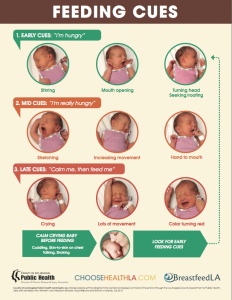 FEEDING CUES
1. EARLY CUES: "I'm hungry"
Stirring
Mouth opening
Turning head
Seeking/rooting
2. MID CUES: "I'm really hungry"
Stretching
Increasing movement
Hand to mouth
3. LATE CUES: "Calm me, then feed me"
Crying
Lots of movement
Color turning red
CALM CRYING BABY
BEFORE FEEDING
Cuddling, Skin-to-skin on chest
Talking, Stroking
LOOK FOR EARLY
FEEDING CUES
Public Health
CHOOSEHEALTHLA.COM
BreastfeedLA